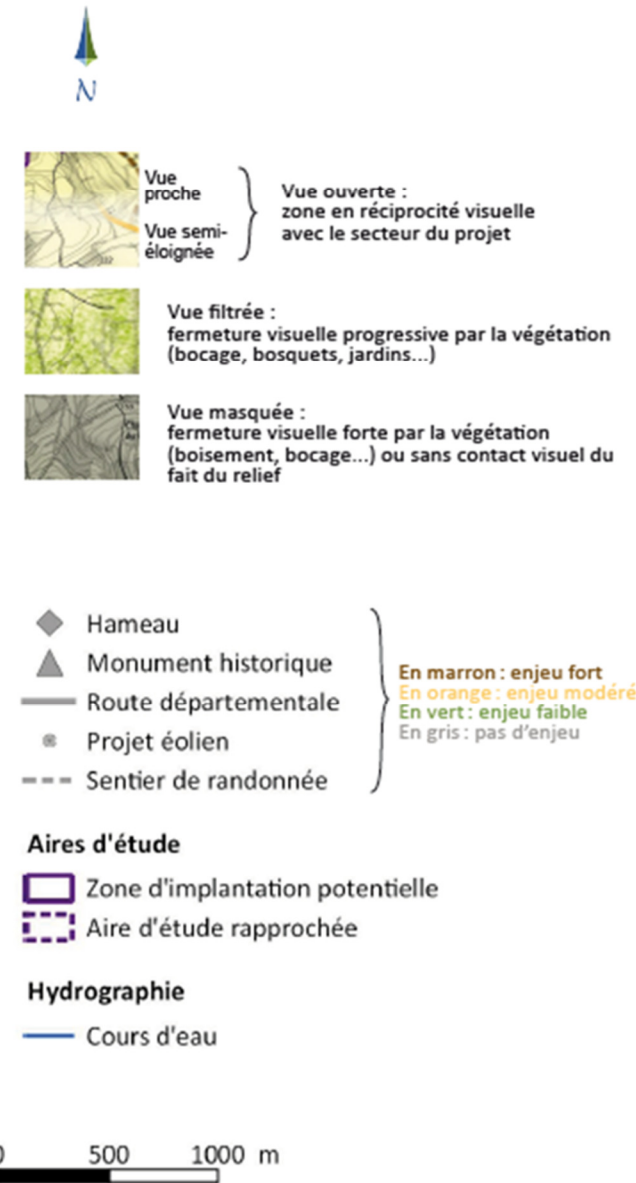 N
Vue
proche
Vue semi-
éloignée
Vue ouverte :
zone en réciprocité visuelle
avec le secteur du projet
Vue filtrée :
fermeture visuelle progressive par la végétation
(bocage, bosquets, jardins...)
Vue masquée :
fermeture visuelle forte par la végétation
(boisement, bocage...) ou sans contact visuel du
fait du relief
Hameau
Monument historique
Route départementale
Projet éolien
Sentier de randonnée
En marron : enjeu fort
En orange : enjeu modéré
En vert : enjeu faible
En gris : pas d'enjeu
Aires d'étude
Zone d'implantation potentielle
Aire d'étude rapprochée
Hydrographie
Cours d'eau
0 500 1000 m